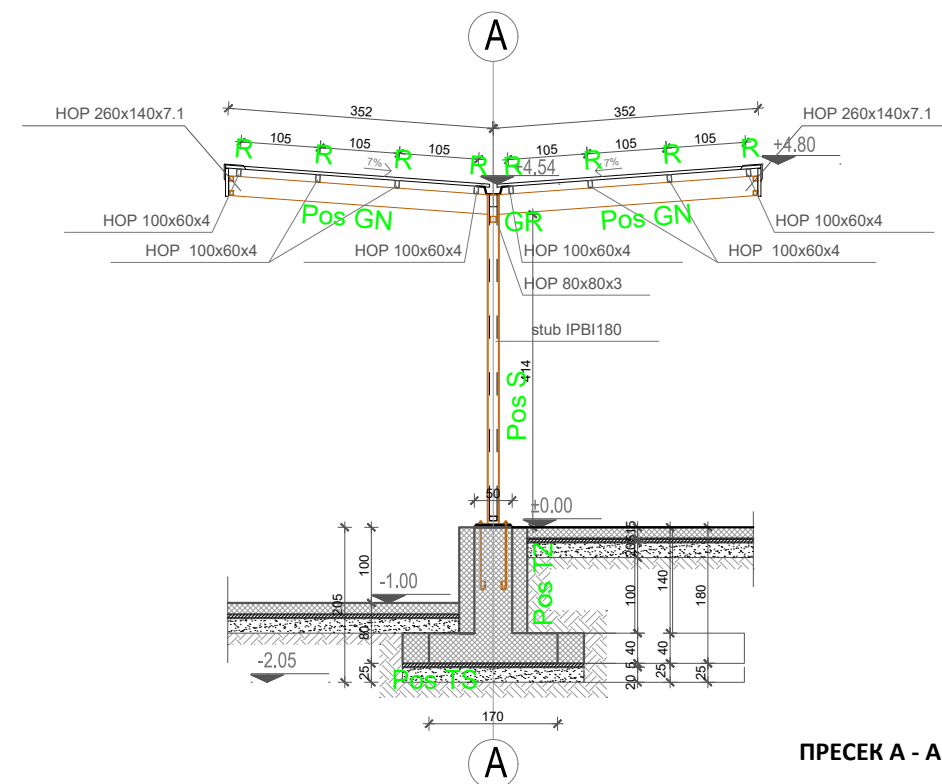 A
352
352
HOP 260x140x7.1
HOP 260x140x7.1
105
105
105
105
105
105
R
R
R
R
R
R
R
R
7%
7%
+4.80
+4.54
Pos GN
GR
Pos GN
HOP 100x60x4
HOP 100x60x4
HOP 100x60x4
HOP 100x60x4
HOP 100x60x4
HOP 100x60x4
HOP 80x80x3
stub IPBI180
414
Pos S
50
±0.00
15
5
20
Pos TZ
100
205
-1.00
80
100
140
180
-2.05
25
40
40
5
20
25
25
Pos TS
170
A
ПРЕСЕК A - A